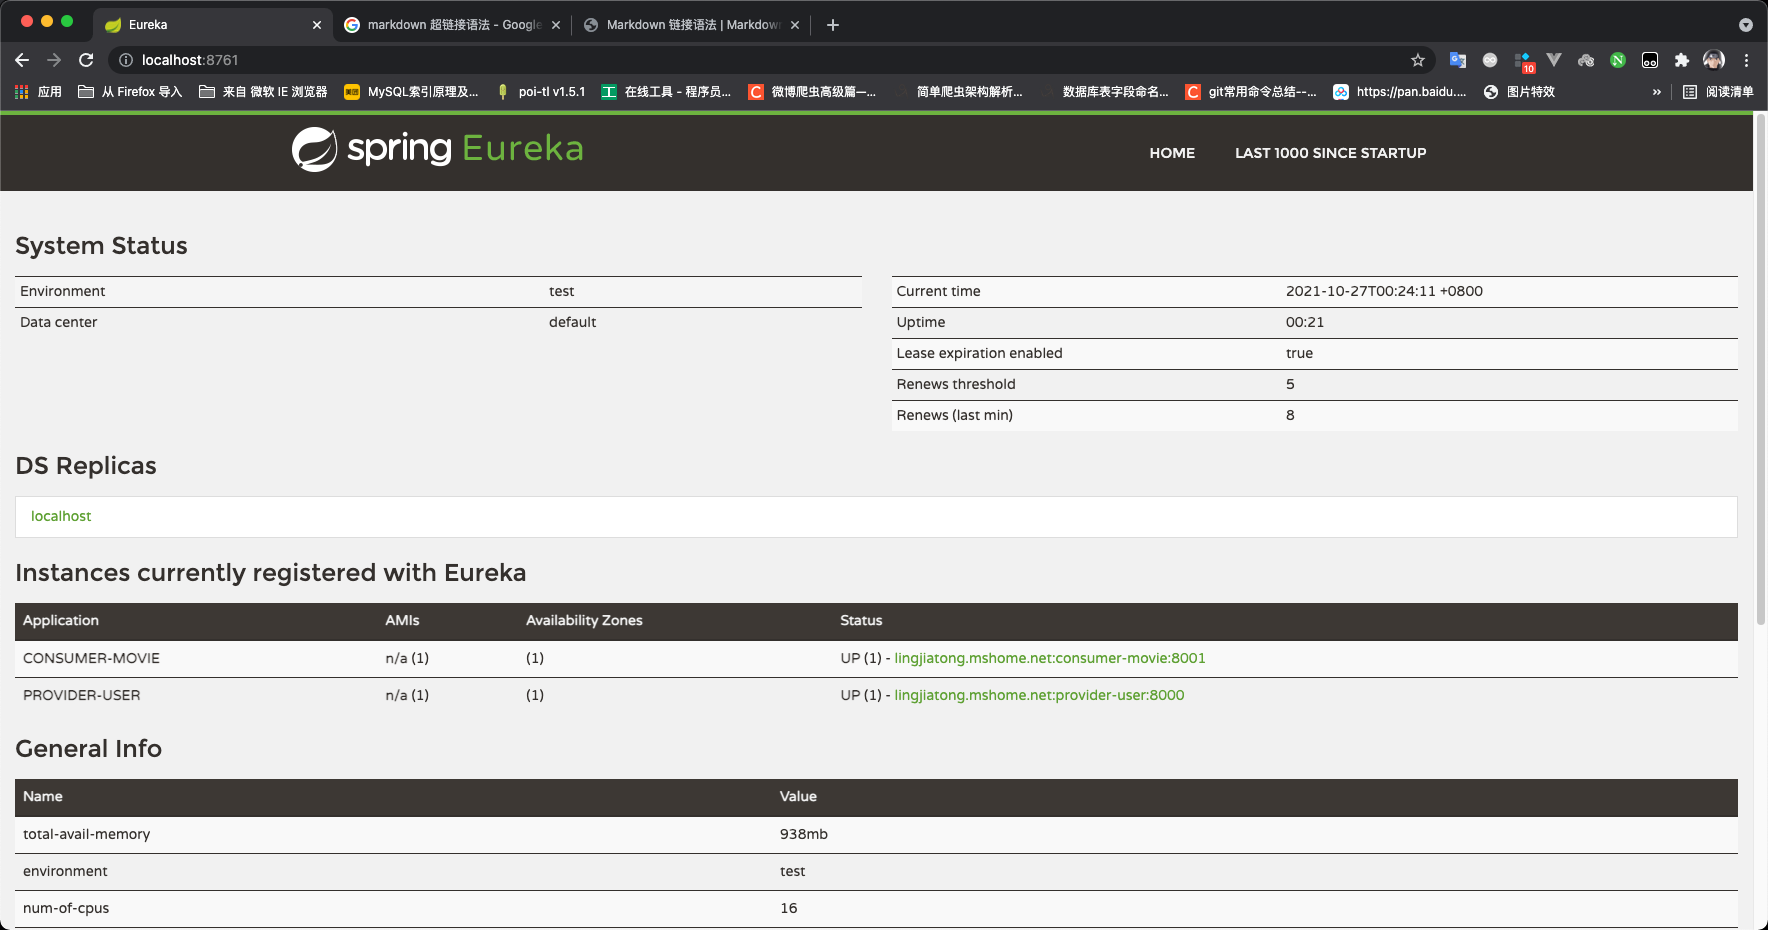 Eureka
markdown 超链接语法 - Google
Markdown 链接语法 | Markdown
localhost:8761
10
应用 从 Firefox 导入 来自 微软 IE 浏览器 MySQL索引原理及... poi-tl v1.5.1 在线工具 - 程序员... 微博爬虫高级篇—... 简单爬虫架构解析... 数据库表字段命名... git常用命令总结--... https://pan.baidu.... 图片特效 » 阅读清单
spring Eureka
HOME LAST 1000 SINCE STARTUP
System Status
Environment test
Data center default
Current time 2021-10-27T00:24:11 +0800
Uptime 00:21
Lease expiration enabled true
Renews threshold 5
Renews (last min) 8
DS Replicas
localhost
Instances currently registered with Eureka
Application AMIs Availability Zones Status
CONSUMER-MOVIE n/a (1) (1) UP (1) - lingjiatong.mshome.net:consumer-movie:8001
PROVIDER-USER n/a (1) (1) UP (1) - lingjiatong.mshome.net:provider-user:8000
General Info
Name Value
total-avail-memory 938mb
environment test
num-of-cpus 16